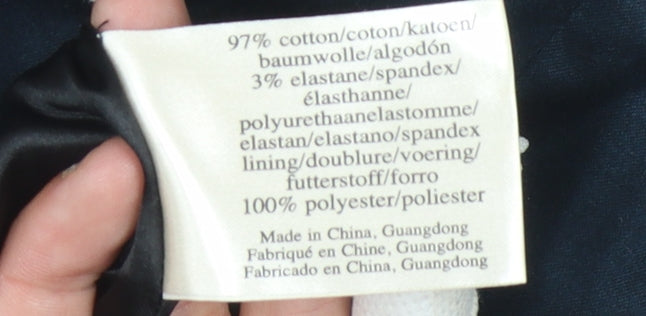 97% cotton/coton/katoen/
baumwolle/algodón
3% elastane/spandex/
élasthanne/
polyurethaanelastomme/
elastan/elastano/spandex
lining/doublure/voering/
futterstoff/forro
100% polyester/poliester
Made in China, Guangdong
Fabriqué en Chine, Guangdong
Fabricado en China, Guangdong